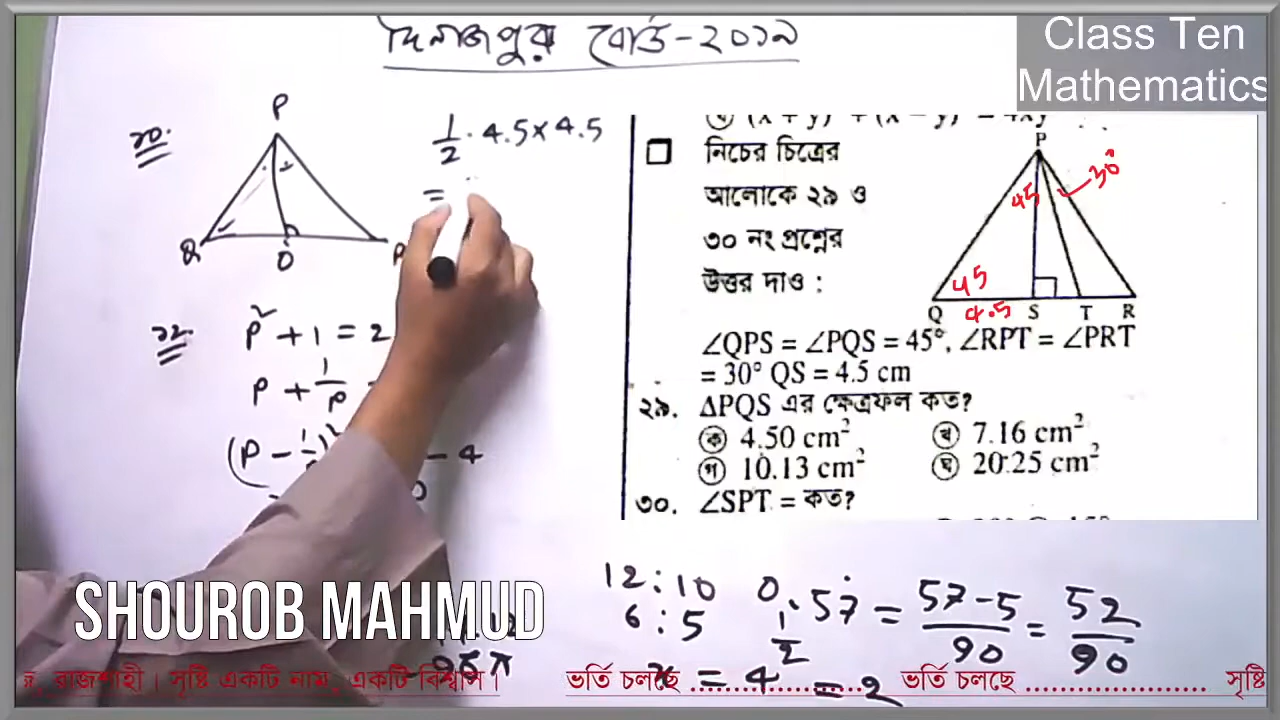 দিনাজপুর বোর্ড-২০১৯
Class Ten
Mathematics
২০.
P
Q
O
R
1/2 · 4.5 × 4.5
=
নিচের চিত্রের
আলোকে ২৯ ও
৩০ নং প্রশ্নের
উত্তর দাও :
P
45
30°
45
Q 4.5 S T R
∠QPS = ∠PQS = 45°, ∠RPT = ∠PRT
= 30° QS = 4.5 cm
২৯. ΔPQS এর ক্ষেত্রফল কত?
ক 4.50 cm² খ 7.16 cm²
গ 10.13 cm² ঘ 20.25 cm²
৩০. ∠SPT = কত?
২২. p² + 1 = 2
p + 1/p
(p - 1/p)² - 4
12 : 10
6 : 5
0.57̇ = 57-5/90 = 52/90
x = 4^1/2 = 2
SHOUROB MAHMUD
রাজশাহী। সৃষ্টি একটি নাম, একটি বিশ্বাস। ভর্তি চলছে .................... ভর্তি চলছে .................... সৃষ্টি